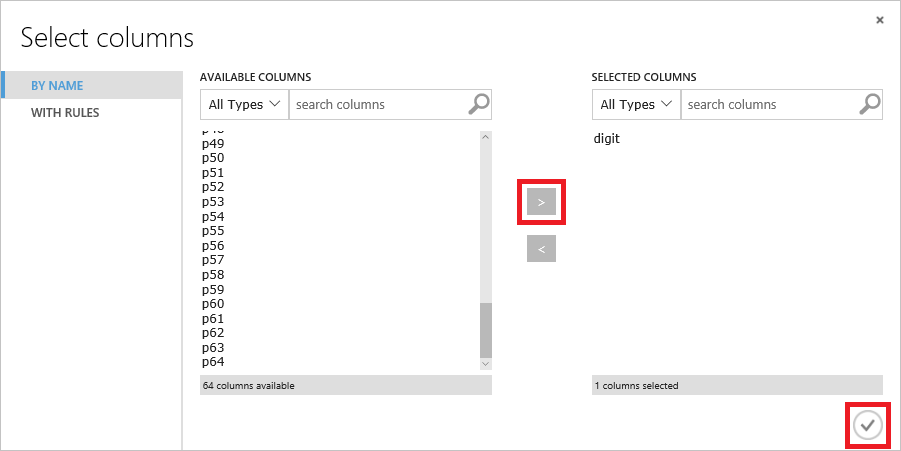 Select columns
BY NAME
WITH RULES
AVAILABLE COLUMNS
All Types
search columns
p49
p50
p51
p52
p53
p54
p55
p56
p57
p58
p59
p60
p61
p62
p63
p64
64 columns available
>
<
SELECTED COLUMNS
All Types
search columns
digit
1 columns selected